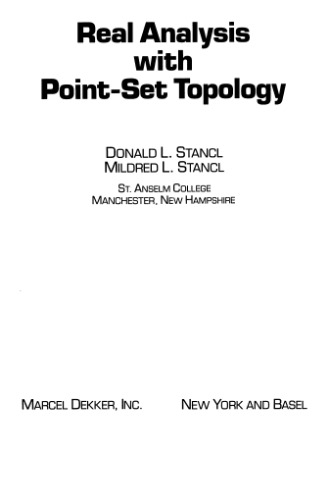 Real Analysis
with
Point-Set Topology
DONALD L. STANCL
MILDRED L. STANCL
ST. ANSELM COLLEGE
MANCHESTER, NEW HAMPSHIRE
MARCEL DEKKER, INC. NEW YORK AND BASEL